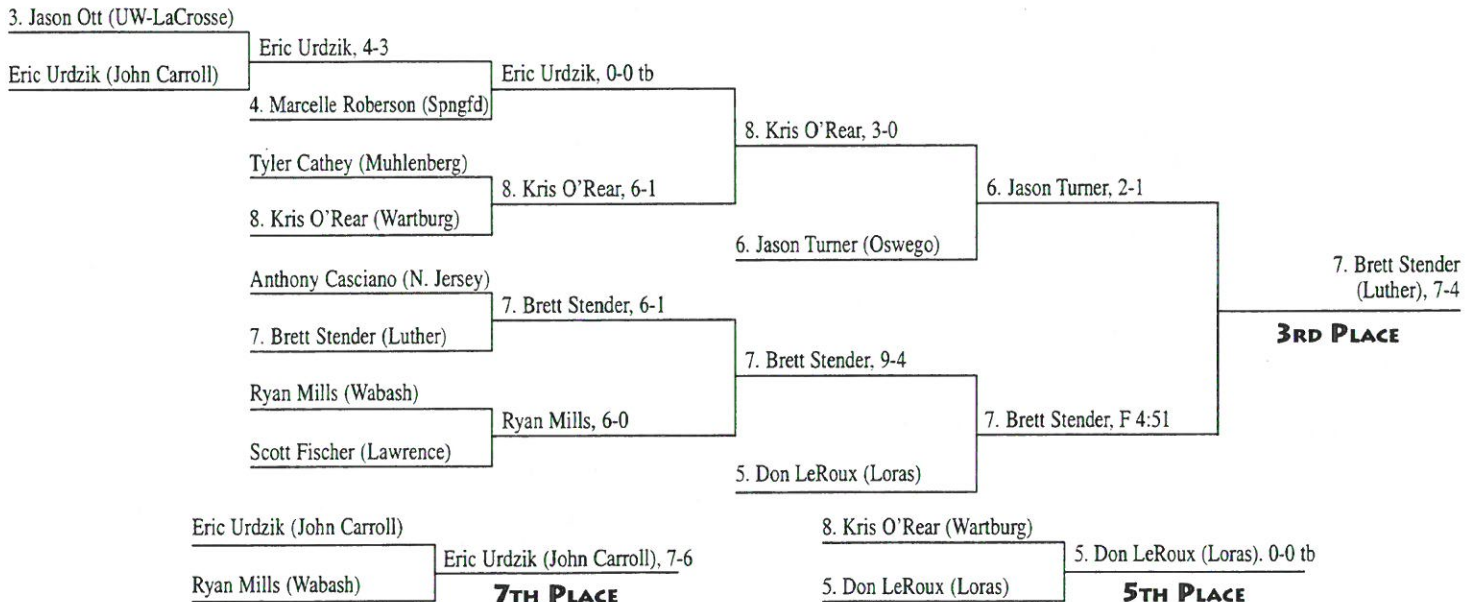 3. Jason Ott (UW-LaCrosse)
Eric Urdzik (John Carroll)
Eric Urdzik, 4-3
4. Marcelle Roberson (Spngfd)
Eric Urdzik, 0-0 tb
Tyler Cathey (Muhlenberg)
8. Kris O'Rear (Wartburg)
8. Kris O'Rear, 6-1
8. Kris O'Rear, 3-0
6. Jason Turner (Oswego)
6. Jason Turner, 2-1
Anthony Casciano (N. Jersey)
7. Brett Stender (Luther)
7. Brett Stender, 6-1
Ryan Mills (Wabash)
Scott Fischer (Lawrence)
Ryan Mills, 6-0
7. Brett Stender, 9-4
5. Don LeRoux (Loras)
7. Brett Stender, F 4:51
7. Brett Stender
(Luther), 7-4
3RD PLACE
Eric Urdzik (John Carroll)
Ryan Mills (Wabash)
Eric Urdzik (John Carroll), 7-6
7TH PLACE
8. Kris O'Rear (Wartburg)
5. Don LeRoux (Loras)
5. Don LeRoux (Loras). 0-0 tb
5TH PLACE